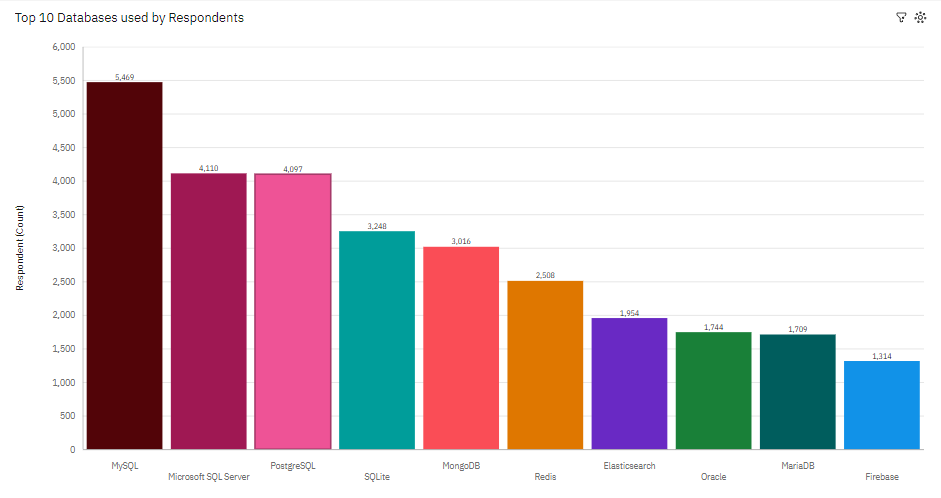 Top 10 Databases used by Respondents
Respondent (Count)
6,000
5,500
5,000
4,500
4,000
3,500
3,000
2,500
2,000
1,500
1,000
500
0
5,469
4,110
4,097
3,248
3,016
2,508
1,954
1,744
1,709
1,314
MySQL
Microsoft SQL Server
PostgreSQL
SQLite
MongoDB
Redis
Elasticsearch
Oracle
MariaDB
Firebase